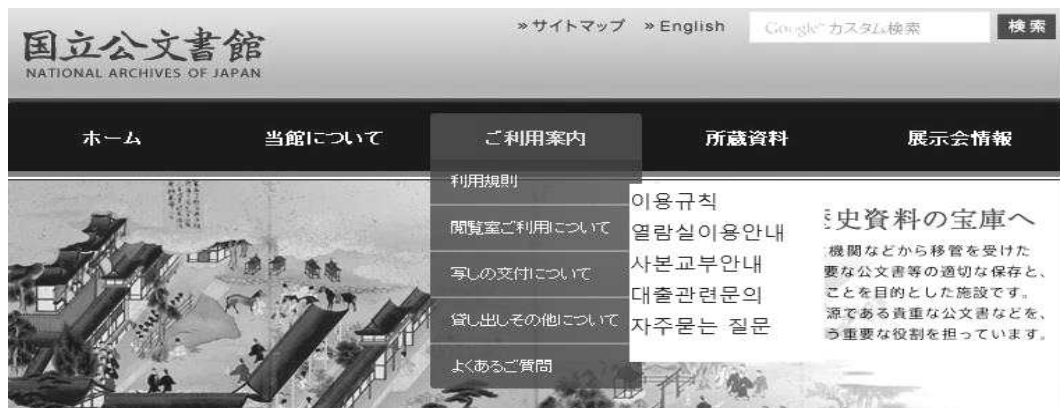 »サイトマップ »English Google™ カスタム検索 検索
国立公文書館
NATIONAL ARCHIVES OF JAPAN
ホーム 当館について ご利用案内 所蔵資料 展示会情報
利用規則
閲覧室ご利用について
写しの交付について
貸し出しその他について
よくあるご質問
이용규칙
열람실이용안내
사본교부안내
대출관련문의
자주묻는 질문
史資料の宝庫へ
機関などから移管を受けた
要な公文書等の適切な保存と、
ことを目的とした施設です。
源である貴重な公文書などを、
う重要な役割を担っています。